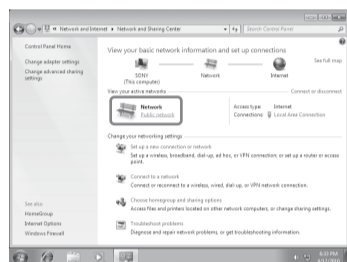 Network and Internet ▸ Network and Sharing Center
Search Control Panel
Control Panel Home
Change adapter settings
Change advanced sharing
settings
View your basic network information and set up connections
See full map
SONY
(This computer)
Network
Internet
View your active networks
Connect or disconnect
Network
Public network
Access type: Internet
Connections: Local Area Connection
Change your networking settings
Set up a new connection or network
Set up a wireless, broadband, dial-up, ad hoc, or VPN connection; or set up a router or access
point.
Connect to a network
Connect or reconnect to a wireless, wired, dial-up, or VPN network connection.
Choose homegroup and sharing options
Access files and printers located on other network computers, or change sharing settings.
Troubleshoot problems
Diagnose and repair network problems, or get troubleshooting information.
See also
HomeGroup
Internet Options
Windows Firewall